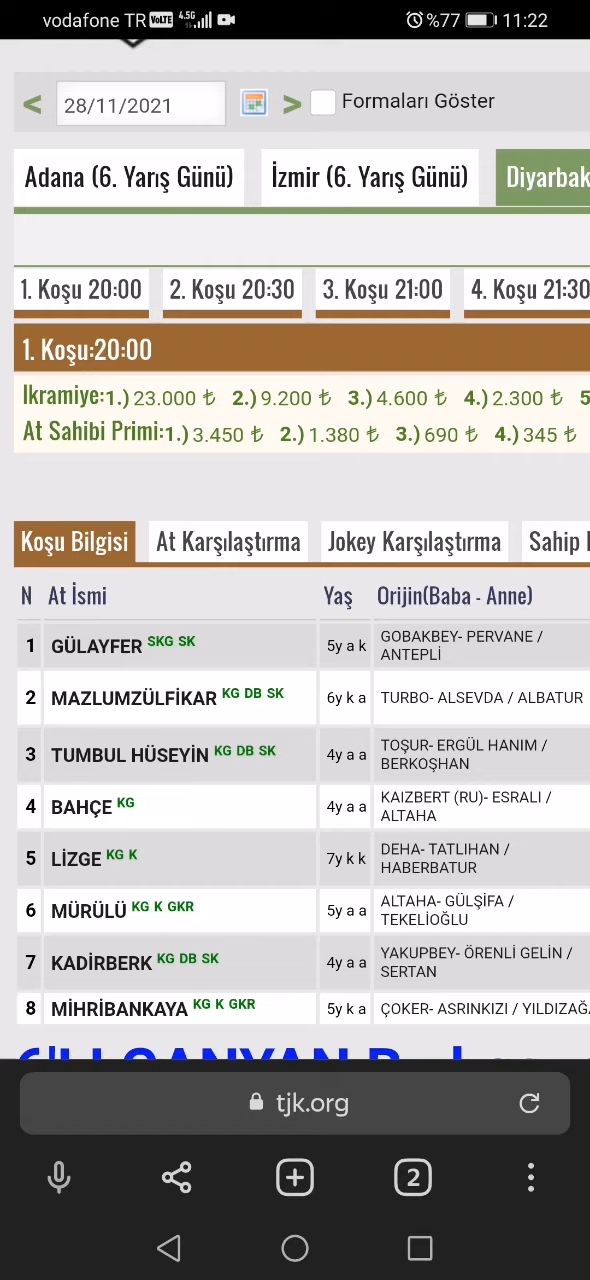 vodafone TR VoLTE 4.5G %77 11:22
< 28/11/2021 > Formaları Göster
Adana (6. Yarış Günü) İzmir (6. Yarış Günü) Diyarbak
1. Koşu 20:00 2. Koşu 20:30 3. Koşu 21:00 4. Koşu 21:30
1. Koşu:20:00
Ikramiye:1.) 23.000 ₺ 2.) 9.200 ₺ 3.) 4.600 ₺ 4.) 2.300 ₺ 5
At Sahibi Primi:1.) 3.450 ₺ 2.) 1.380 ₺ 3.) 690 ₺ 4.) 345 ₺
Koşu Bilgisi At Karşılaştırma Jokey Karşılaştırma Sahip
N At İsmi Yaş Orijin(Baba - Anne)
1 GÜLAYFER SKG SK 5y a k GOBAKBEY- PERVANE /
ANTEPLİ
2 MAZLUMZÜLFİKAR KG DB SK 6y k a TURBO- ALSEVDA / ALBATUR
3 TUMBUL HÜSEYİN KG DB SK 4y a a TOŞUR- ERGÜL HANIM /
BERKOŞHAN
4 BAHÇE KG 4y a a KAIZBERT (RU)- ESRALI /
ALTAHA
5 LİZGE KG K 7y k k DEHA- TATLIHAN /
HABERBATUR
6 MÜRÜLÜ KG K GKR 5y a a ALTAHA- GÜLŞİFA /
TEKELİOĞLU
7 KADİRBERK KG DB SK 4y a a YAKUPBEY- ÖRENLİ GELİN /
SERTAN
8 MİHRİBANKAYA KG K GKR 5y k a ÇOKER- ASRINKIZI / YILDIZAĞA
tjk.org
2